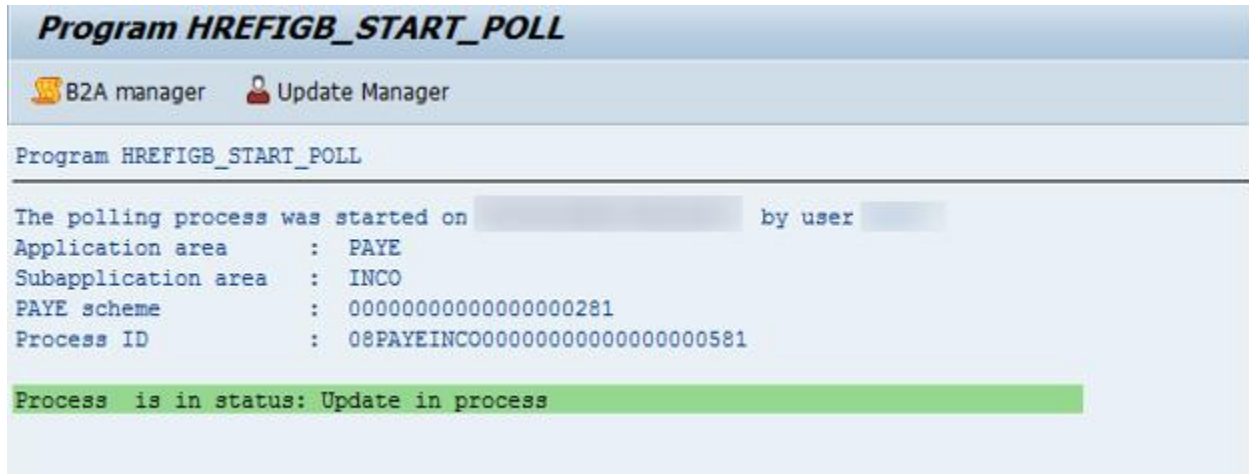 Program HREFIGB_START_POLL
B2A manager Update Manager
Program HREFIGB_START_POLL
The polling process was started on by user
Application area : PAYE
Subapplication area : INCO
PAYE scheme : 00000000000000000281
Process ID : 08PAYEINCO00000000000000000581
Process is in status: Update in process